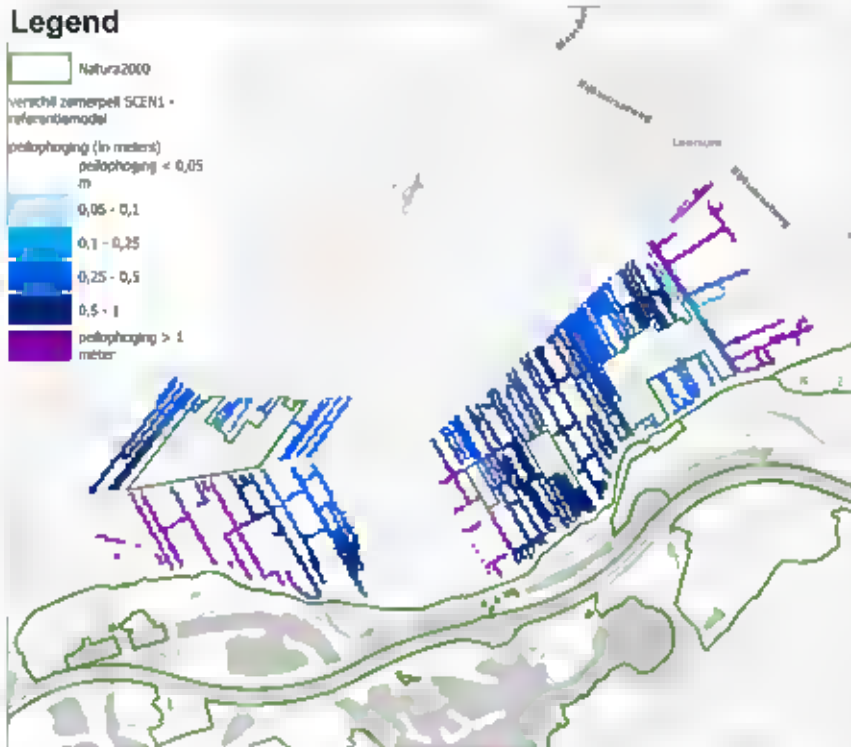 Legend
Natura2000
verschil zomerpeil SCEN1 -
referentiemodel
peilophoging (in meters)
peilophoging < 0,05
m
0,05 - 0,1
0,1 - 0,25
0,25 - 0,5
0,5 - 1
peilophoging > 1
meter
Leersum